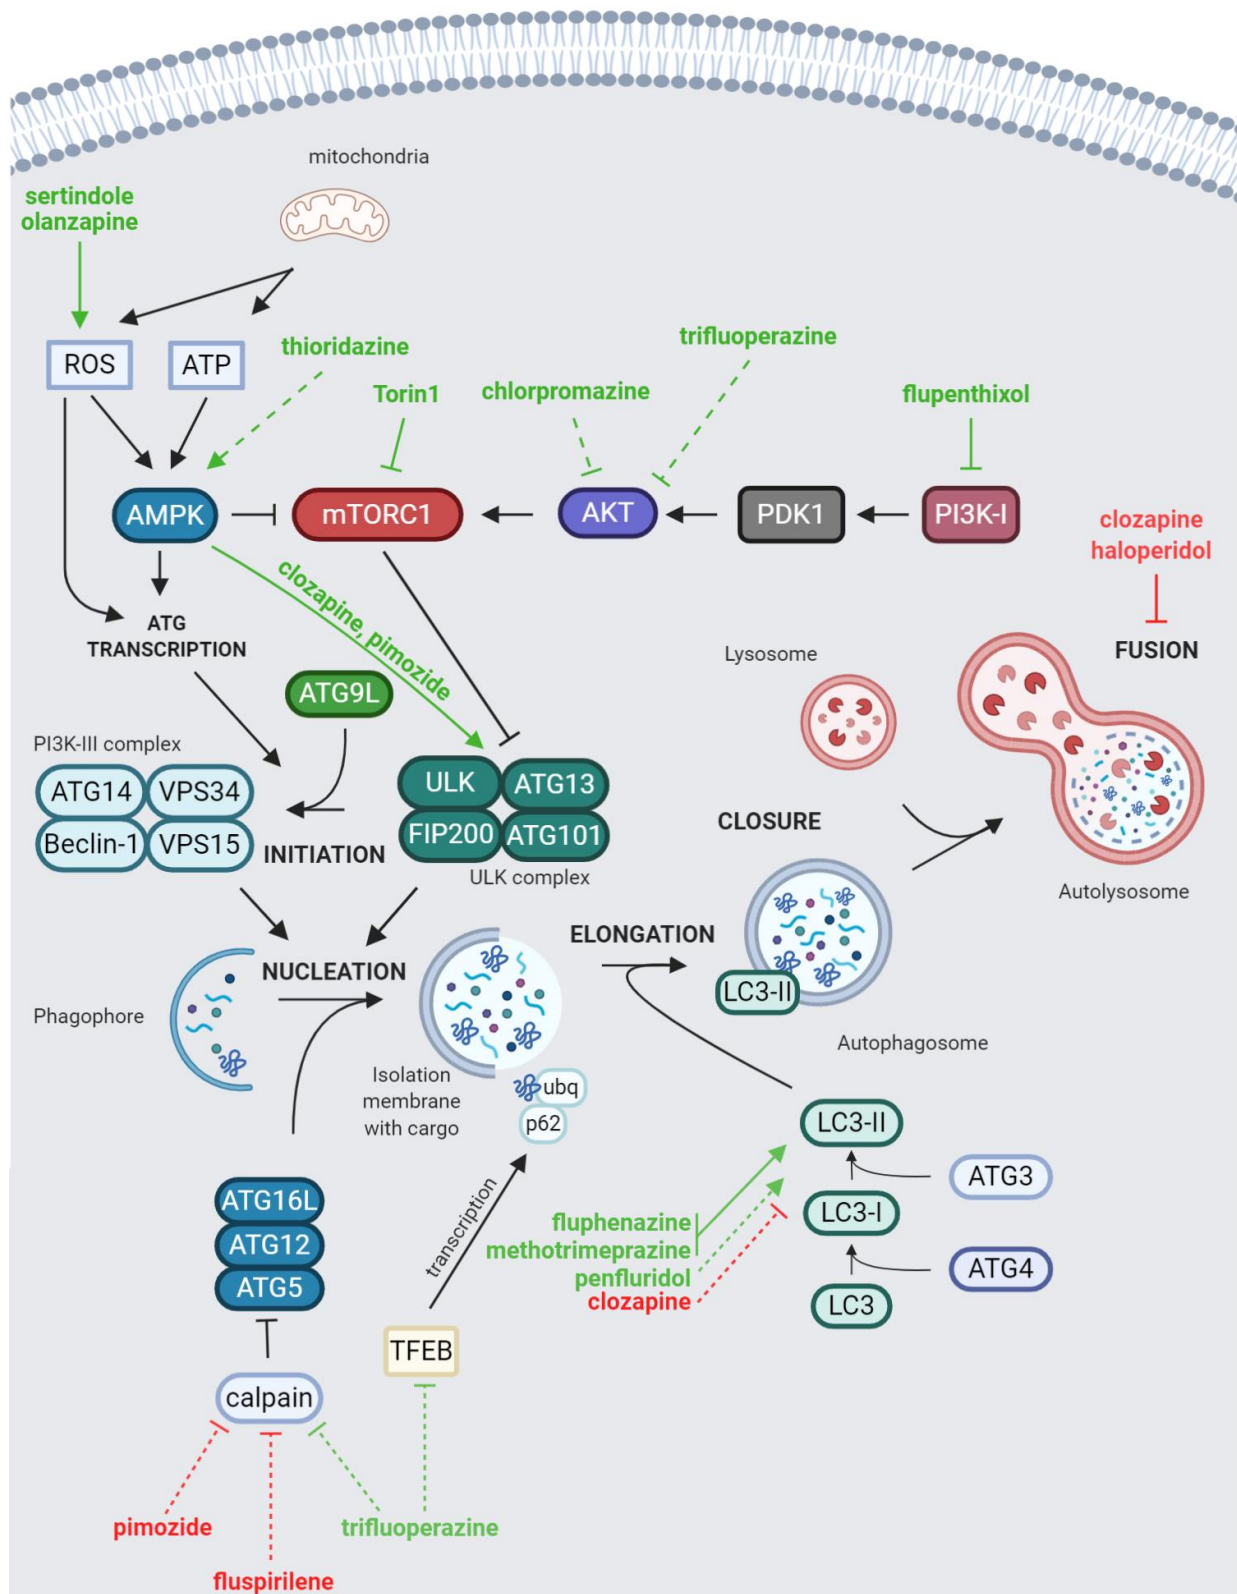 mitochondria
sertindole
olanzapine
ROS
ATP
thioridazine
Torin1
chlorpromazine
trifluoperazine
flupenthixol
AMPK
mTORC1
AKT
PDK1
PI3K-I
clozapine
haloperidol
FUSION
ATG
TRANSCRIPTION
clozapine, pimozide
ATG9L
Lysosome
PI3K-III complex
ATG14
VPS34
Beclin-1
VPS15
INITIATION
ULK
ATG13
FIP200
ATG101
ULK complex
CLOSURE
Autolysosome
NUCLEATION
ELONGATION
LC3-II
Phagophore
Autophagosome
Isolation
membrane
with cargo
ubq
p62
LC3-II
ATG3
LC3-I
ATG4
LC3
fluphenazine
methotrimeprazine
penfluridol
clozapine
ATG16L
ATG12
ATG5
transcription
TFEB
calpain
pimozide
trifluoperazine
fluspirilene